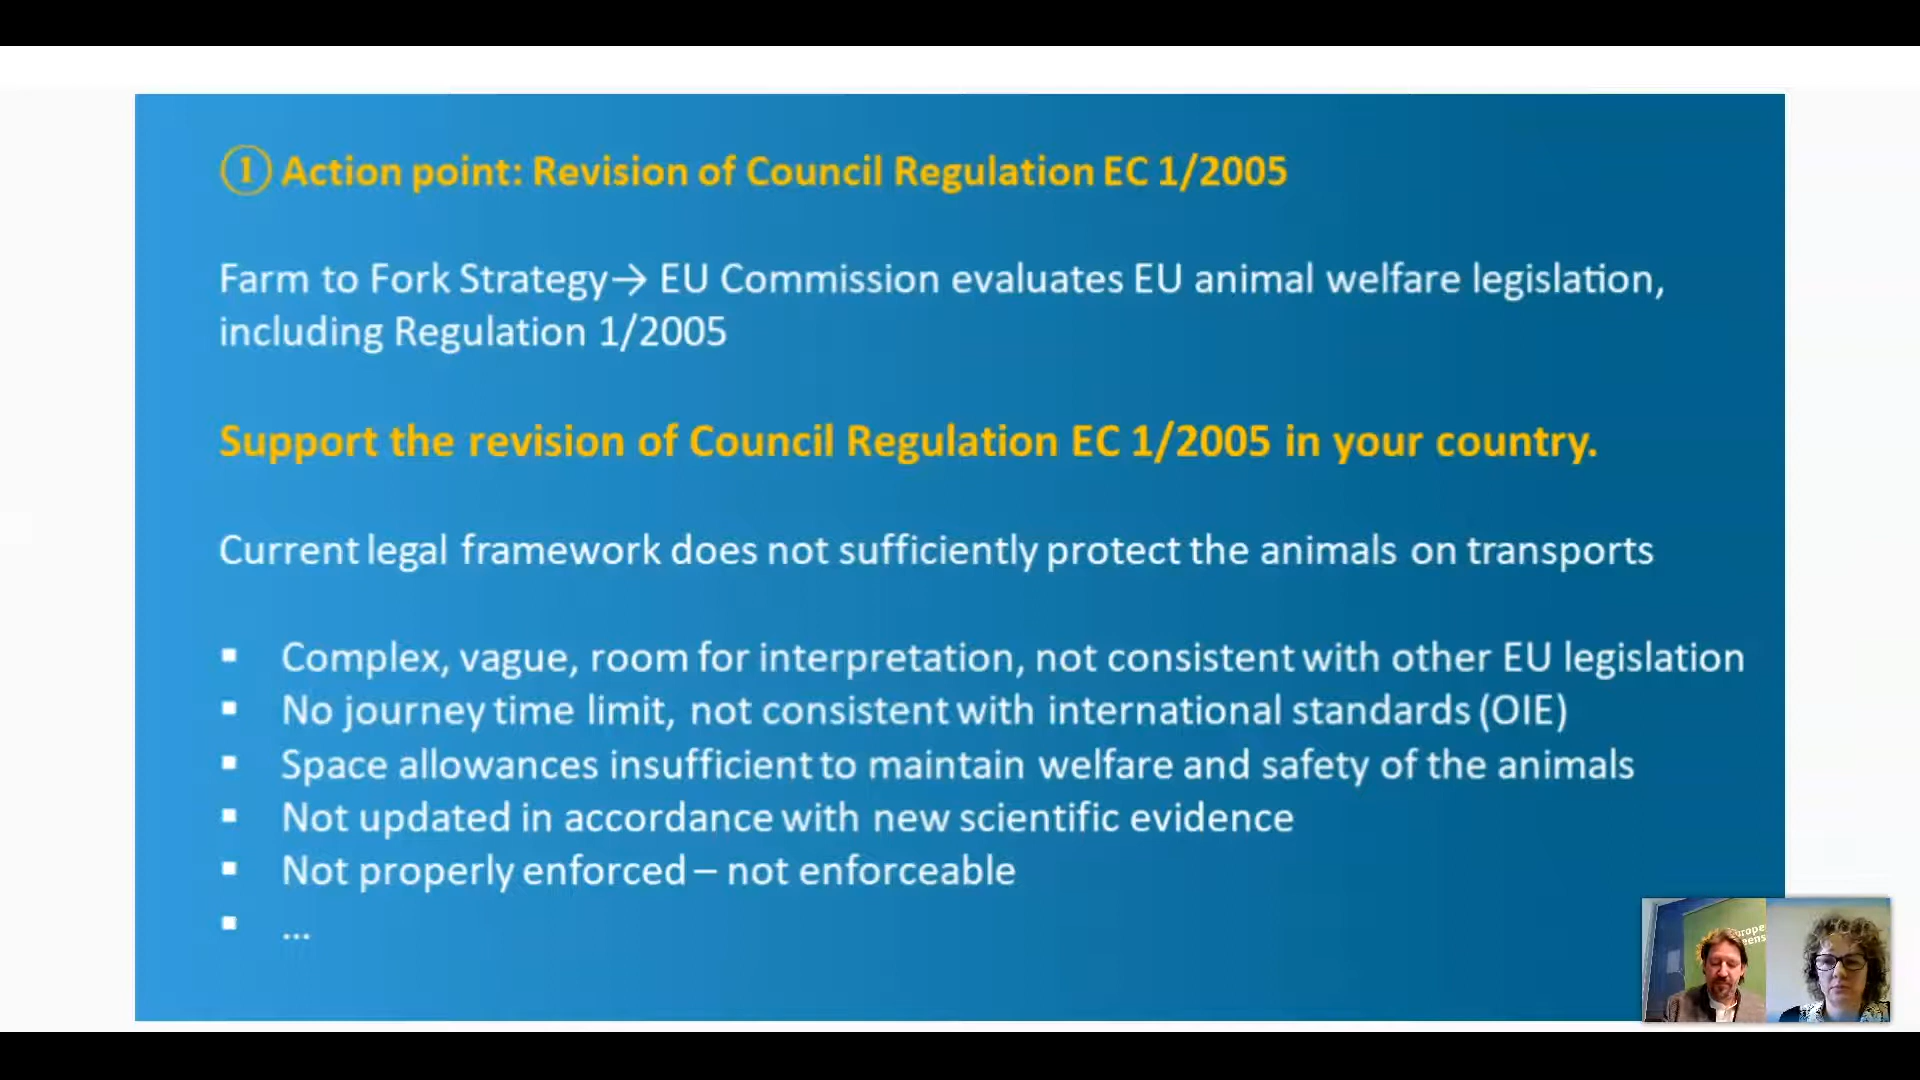 ① Action point: Revision of Council Regulation EC 1/2005
Farm to Fork Strategy→ EU Commission evaluates EU animal welfare legislation,
including Regulation 1/2005
Support the revision of Council Regulation EC 1/2005 in your country.
Current legal framework does not sufficiently protect the animals on transports
▪ Complex, vague, room for interpretation, not consistent with other EU legislation
▪ No journey time limit, not consistent with international standards (OIE)
▪ Space allowances insufficient to maintain welfare and safety of the animals
▪ Not updated in accordance with new scientific evidence
▪ Not properly enforced – not enforceable
▪ ...